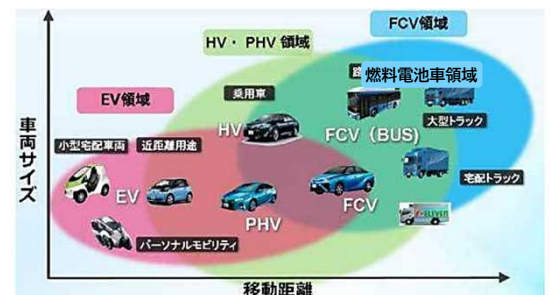 FCV領域
HV・PHV 領域
燃料電池車領域
EV領域
乗用車
路
大型トラック
HV
FCV（BUS）
小型宅配車両
近距離用途
宅配トラック
EV
PHV
FCV
パーソナルモビリティ
車両サイズ
移動距離